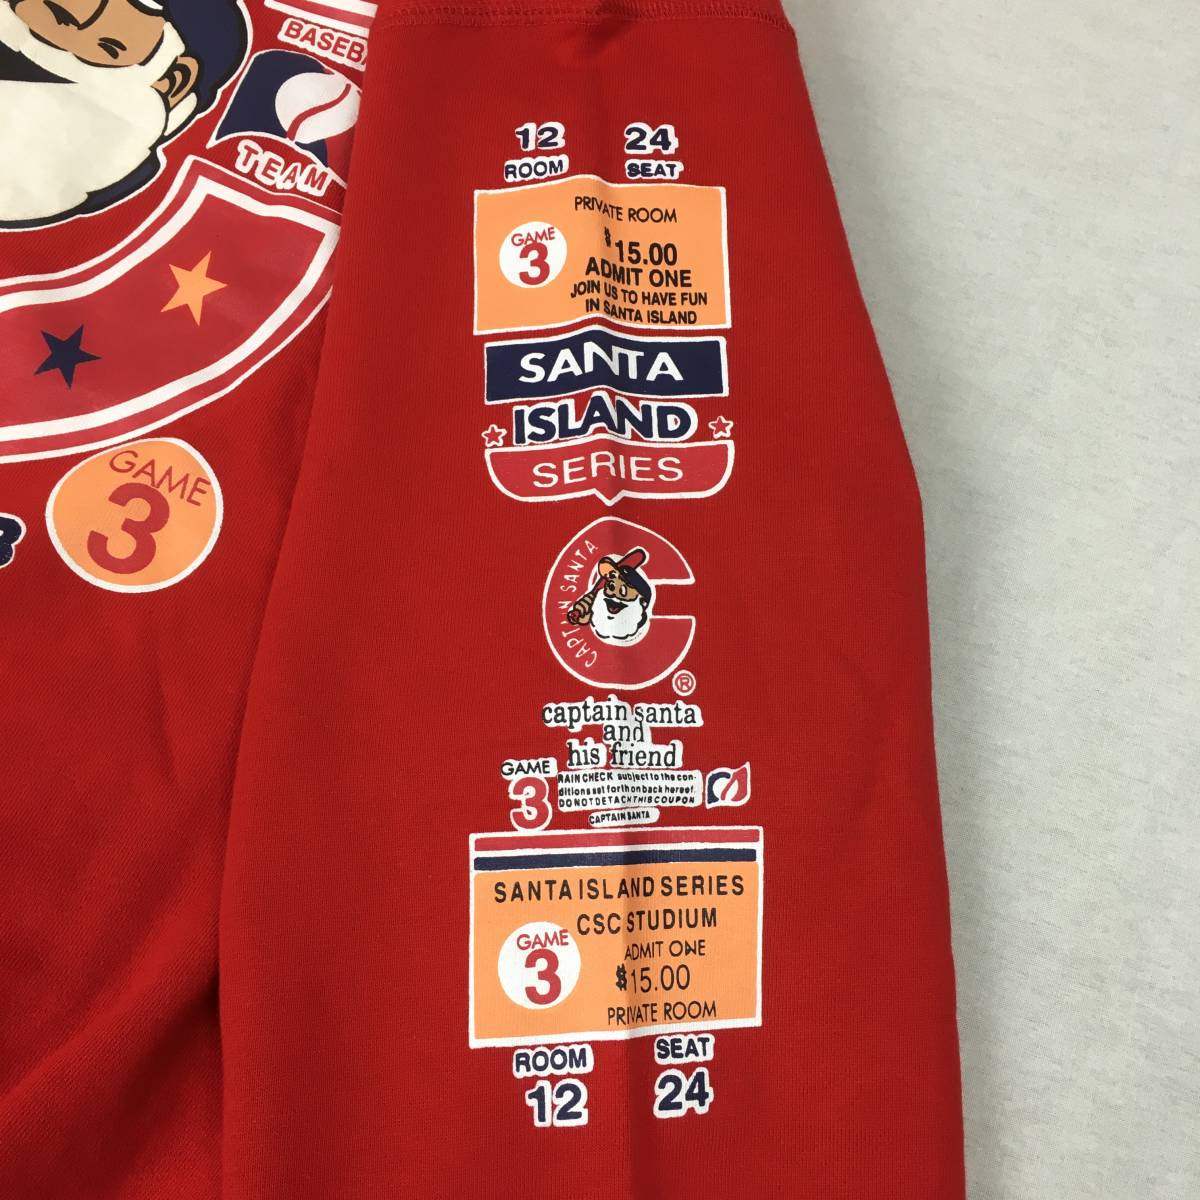 BASEB
TEAM
GAME
3
12 24
ROOM SEAT
PRIVATE ROOM
GAME
3
$15.00
ADMIT ONE
JOIN US TO HAVE FUN
IN SANTA ISLAND
SANTA
ISLAND
SERIES
CAPTAIN SANTA
C
®
captain santa
and
his friend
GAME
3
RAIN CHECK subject to the con-
ditions set forth on back hereof.
DO NOT DETACH THIS COUPON
CAPTAIN SANTA
SANTA ISLAND SERIES
CSC STUDIUM
GAME
3
ADMIT ONE
$15.00
PRIVATE ROOM
ROOM SEAT
12 24